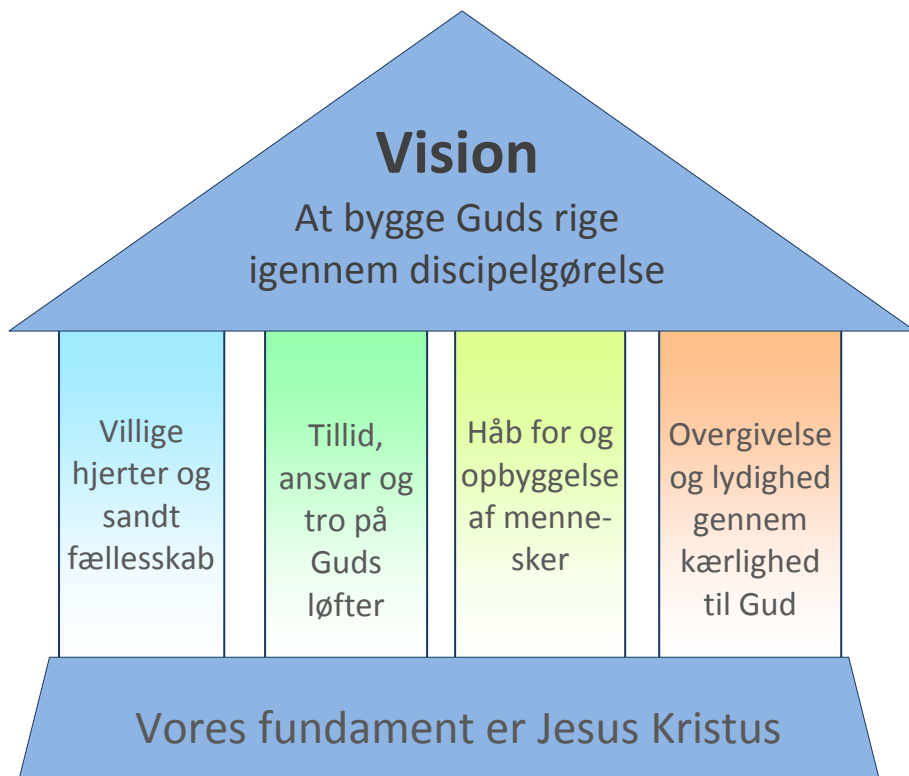 Vision
At bygge Guds rige
igennem discipelgørelse
Villige
hjerter og
sandt
fællesskab
Tillid,
ansvar og
tro på
Guds
løfter
Håb for og
opbyggelse
af menne-
sker
Overgivelse
og lydighed
gennem
kærlighed
til Gud
Vores fundament er Jesus Kristus